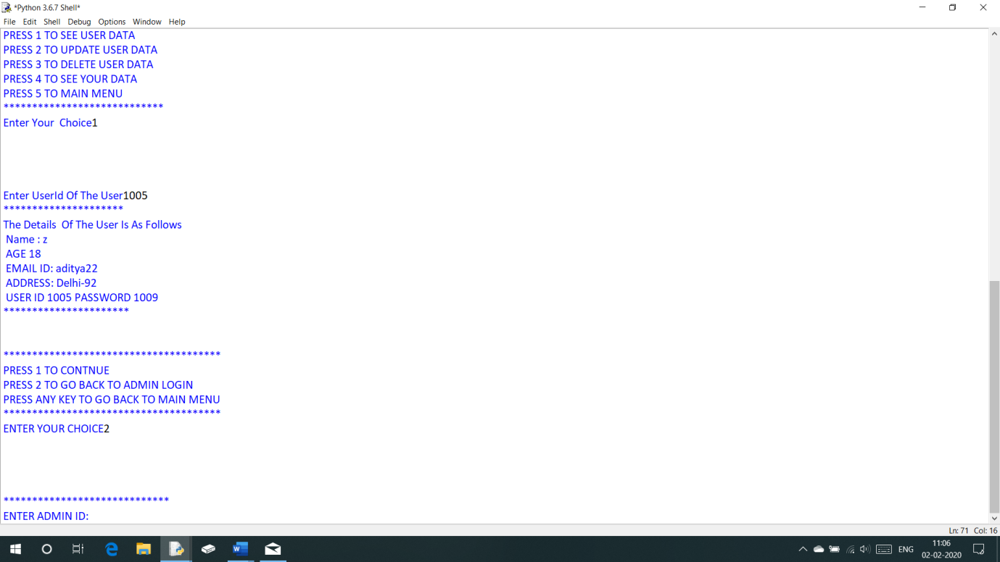 *Python 3.6.7 Shell*
File Edit Shell Debug Options Window Help
PRESS 1 TO SEE USER DATA
PRESS 2 TO UPDATE USER DATA
PRESS 3 TO DELETE USER DATA
PRESS 4 TO SEE YOUR DATA
PRESS 5 TO MAIN MENU
****************************
Enter Your  Choice1
Enter UserId Of The User1005
*********************
The Details  Of The User Is As Follows
Name : z
AGE 18
EMAIL ID: aditya22
ADDRESS: Delhi-92
USER ID 1005 PASSWORD 1009
**********************
**************************************
PRESS 1 TO CONTNUE
PRESS 2 TO GO BACK TO ADMIN LOGIN
PRESS ANY KEY TO GO BACK TO MAIN MENU
**************************************
ENTER YOUR CHOICE2
*****************************
ENTER ADMIN ID:
Ln: 71 Col: 16
ENG
11:06
02-02-2020